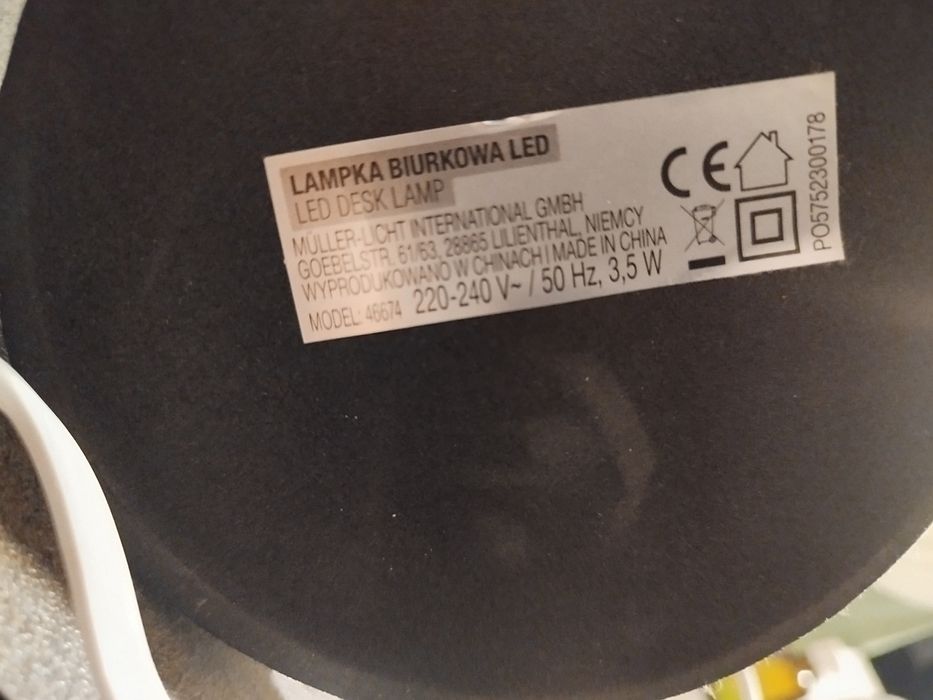 LAMPKA BIURKOWA LED
LED DESK LAMP
MÜLLER-LICHT INTERNATIONAL GMBH
GOEBELSTR. 61/63, 28865 LILIENTHAL, NIEMCY
WYPRODUKOWANO W CHINACH I MADE IN CHINA
MODEL: 46674 220-240 V~ / 50 Hz, 3,5 W
CE
PO5752300178